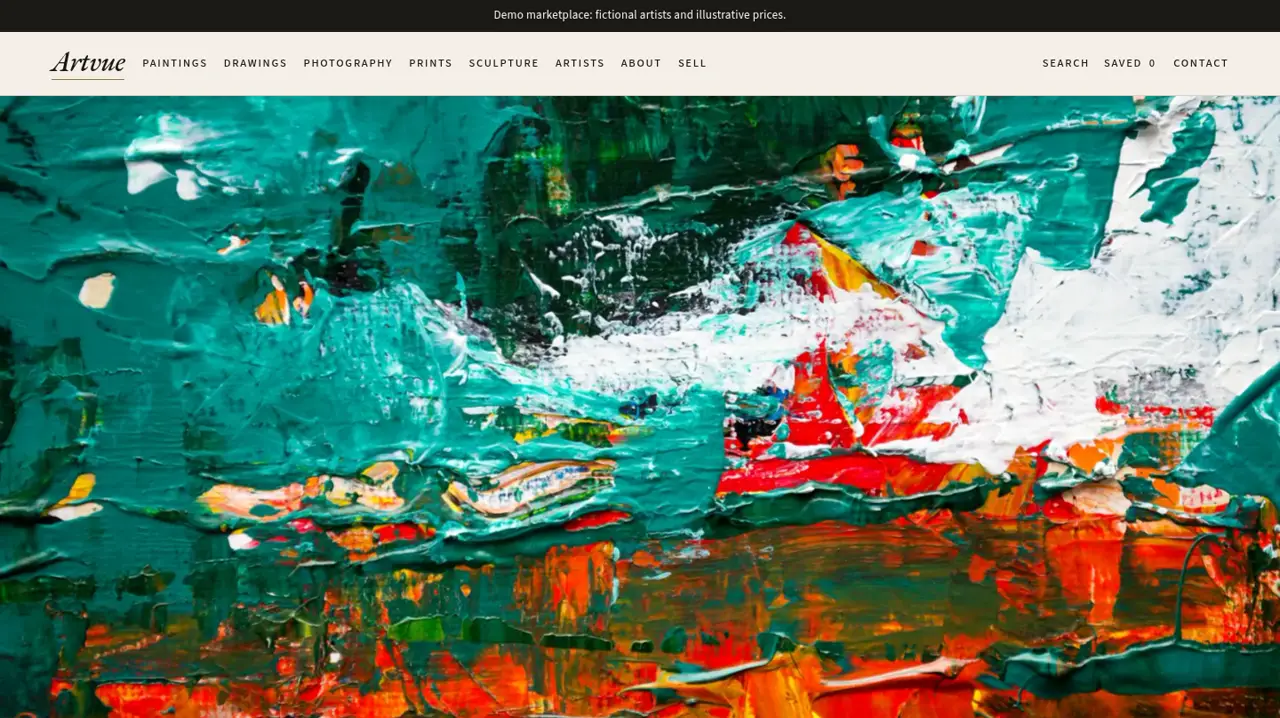 Demo marketplace: fictional artists and illustrative prices.
Artvue PAINTINGS DRAWINGS PHOTOGRAPHY PRINTS SCULPTURE ARTISTS ABOUT SELL SEARCH SAVED 0 CONTACT